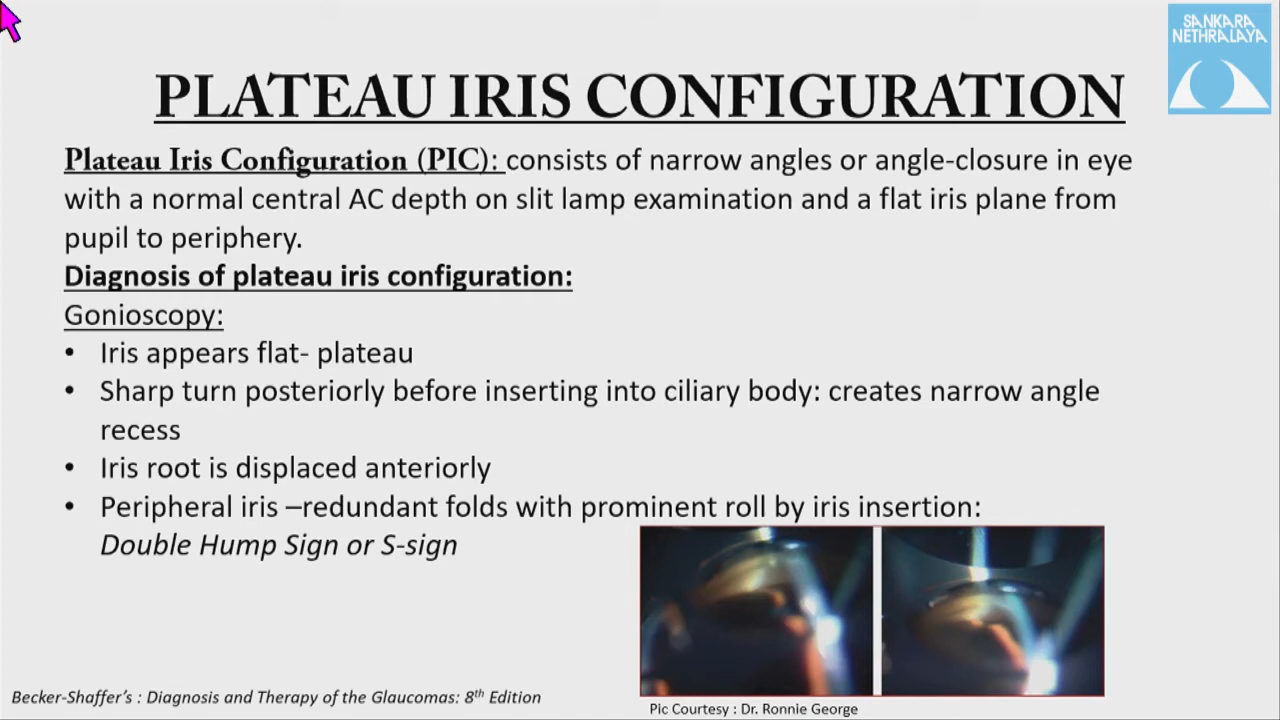 SANKARA
NETHRALAYA
PLATEAU IRIS CONFIGURATION
Plateau Iris Configuration (PIC): consists of narrow angles or angle-closure in eye
with a normal central AC depth on slit lamp examination and a flat iris plane from
pupil to periphery.
Diagnosis of plateau iris configuration:
Gonioscopy:
• Iris appears flat- plateau
• Sharp turn posteriorly before inserting into ciliary body: creates narrow angle
recess
• Iris root is displaced anteriorly
• Peripheral iris –redundant folds with prominent roll by iris insertion:
Double Hump Sign or S-sign
Becker-Shaffer's : Diagnosis and Therapy of the Glaucomas: 8th Edition
Pic Courtesy : Dr. Ronnie George